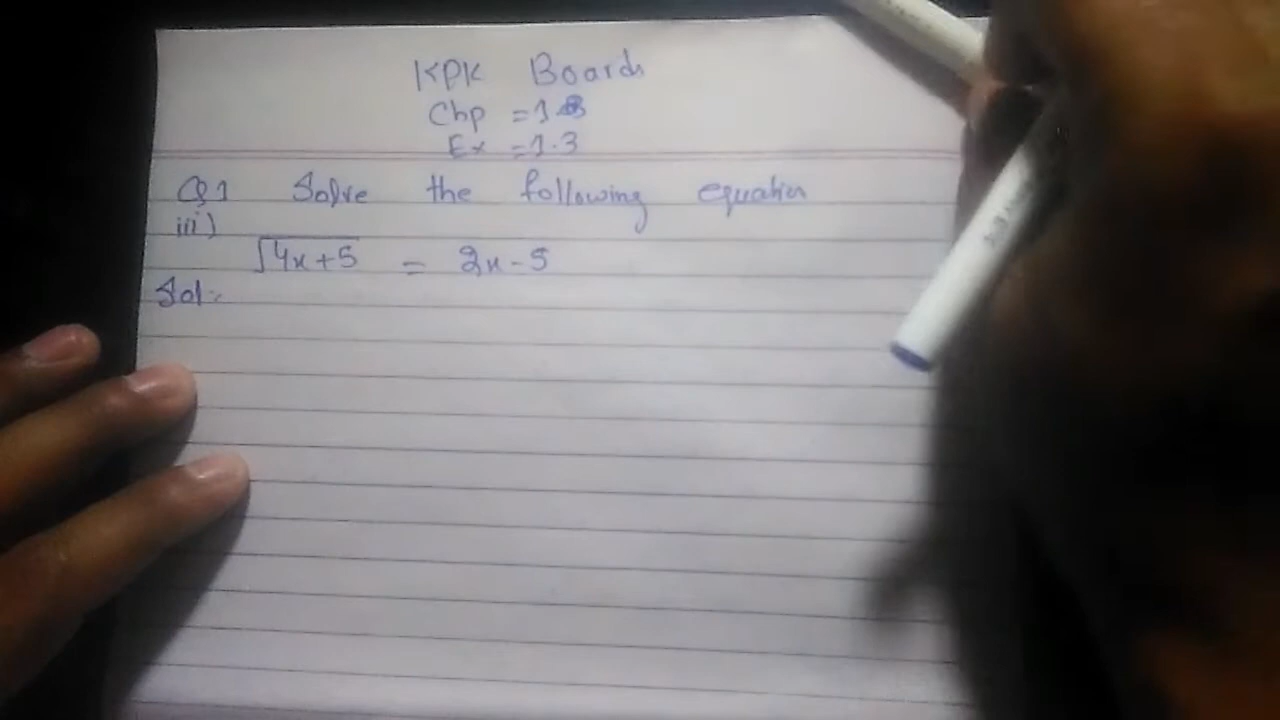 KPK Boards
Chp = 1
Ex = 1.3
Q1 Solve the following equation
iii)
√4x+5 = 2x-5
Sol:-